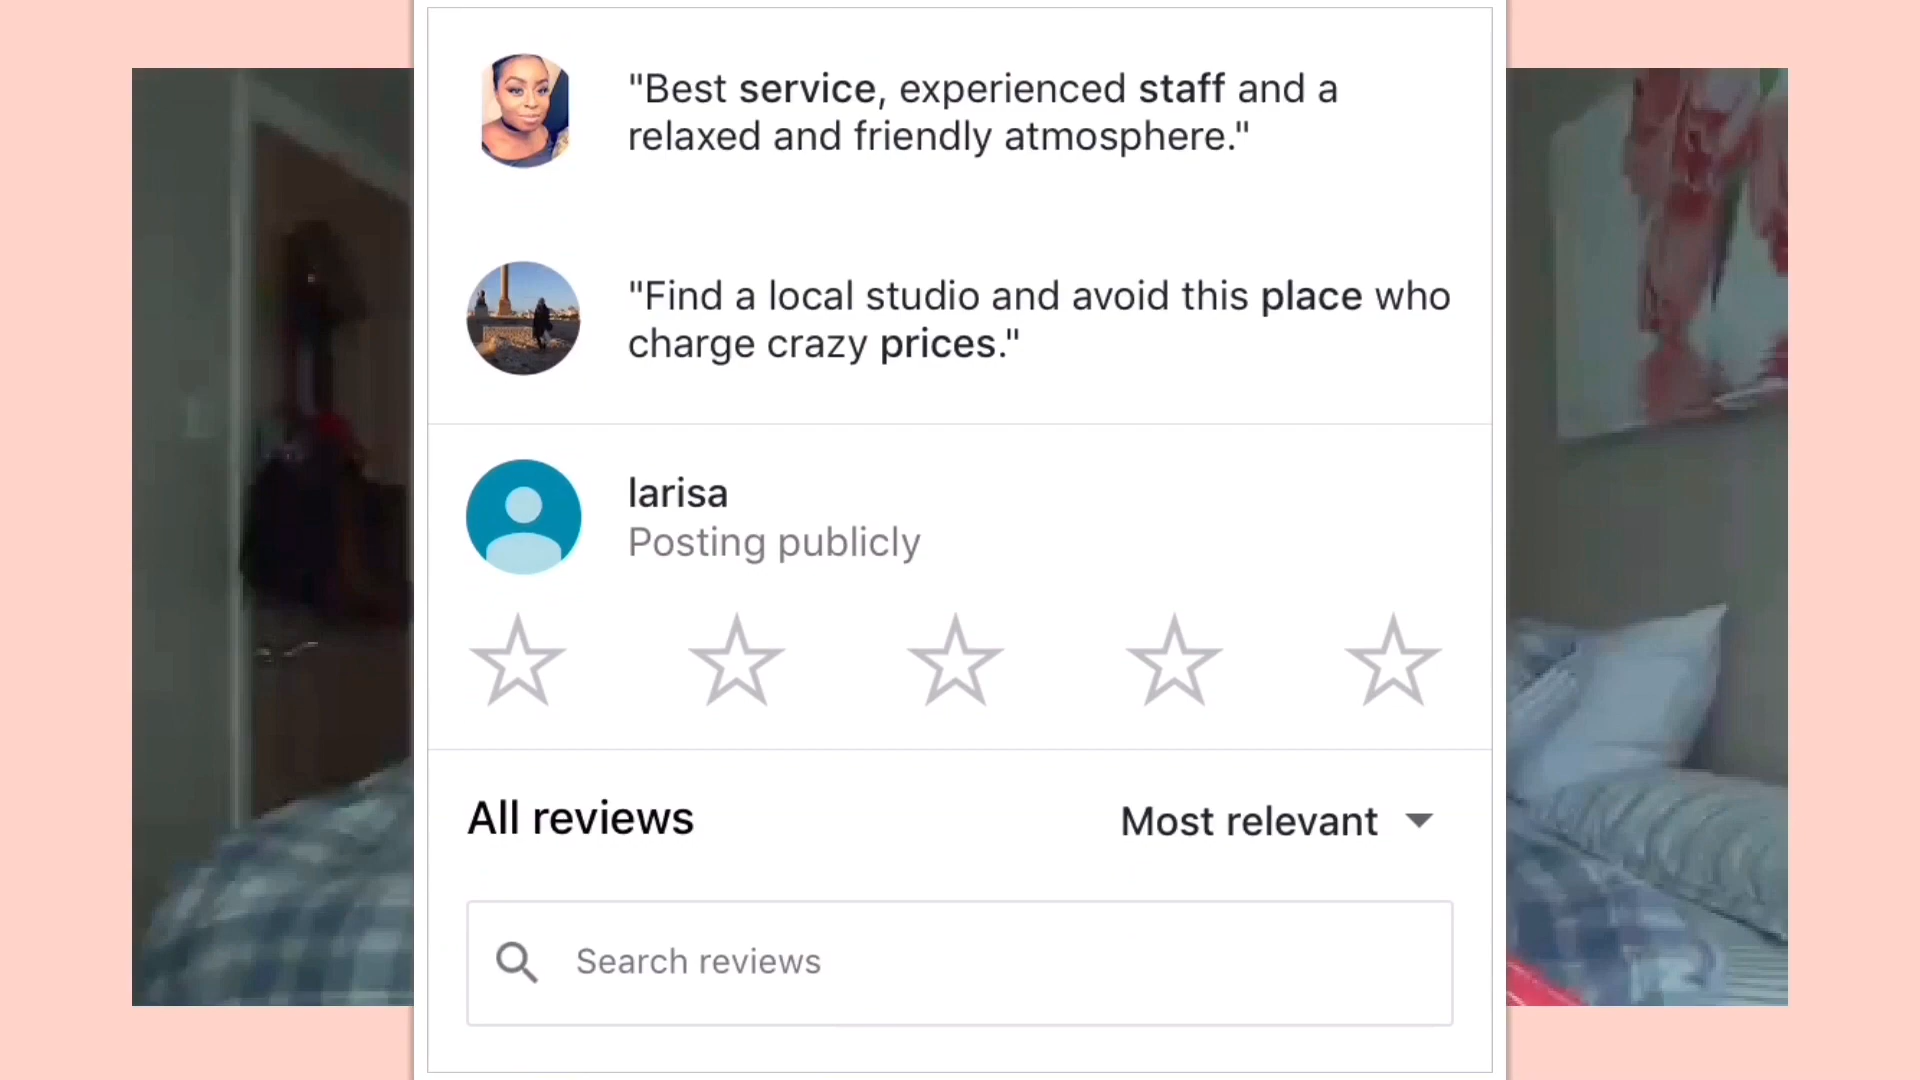 "Best service, experienced staff and a
relaxed and friendly atmosphere."
"Find a local studio and avoid this place who
charge crazy prices."
larisa
Posting publicly
All reviews
Most relevant
Search reviews